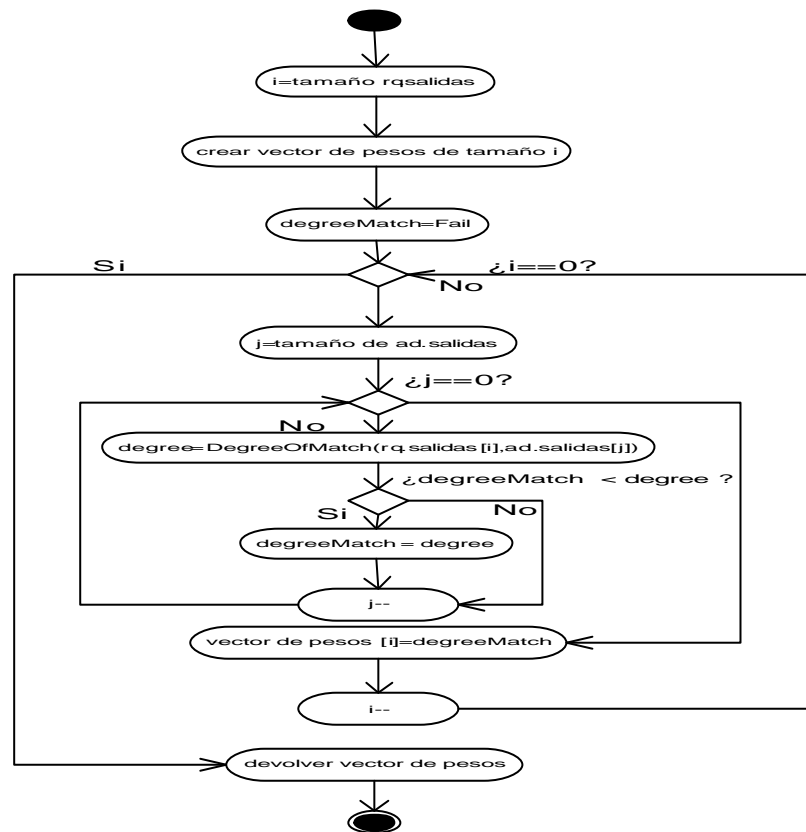 i=tamaño rqsalidas
crear vector de pesos de tamaño i
degreeMatch=Fail
Si
¿i==0?
No
j=tamaño de ad.salidas
¿j==0?
No
degree=DegreeOfMatch(rq.salidas[i],ad.salidas[j])
¿degreeMatch < degree ?
Si
No
degreeMatch = degree
j--
vector de pesos [i]=degreeMatch
i--
devolver vector de pesos